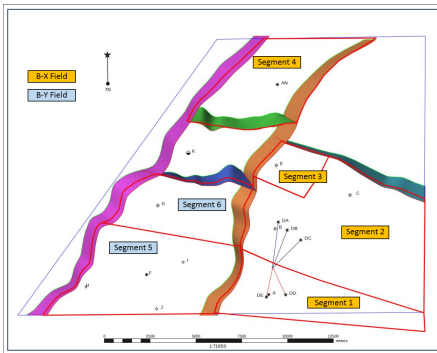 Segment 4
B-X Field
B-Y Field
TN
AN
K
E
Segment 3
C
G
Segment 6
Segment 2
DA
B
DB
DC
Segment 5
I
F
H
DE
A
DD
Segment 1
J
0
2500
5000
7500
10000
12500
meters
1:71850